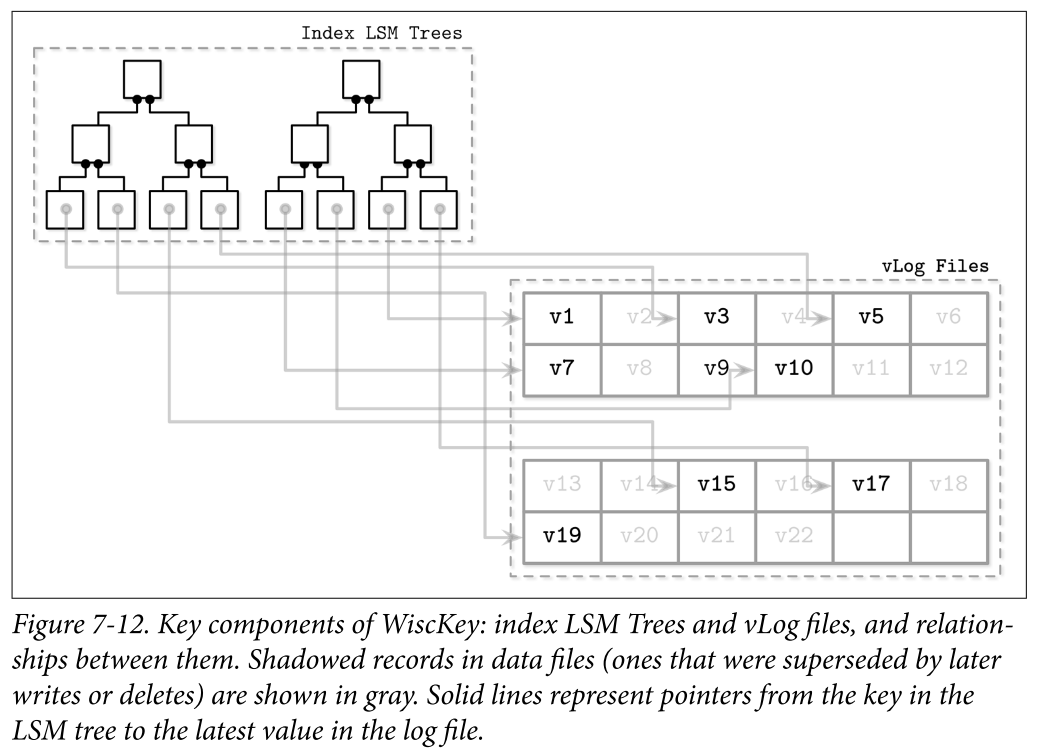 Index LSM Trees
vLog Files
v1 v2 v3 v4 v5 v6
v7 v8 v9 v10 v11 v12
v13 v14 v15 v16 v17 v18
v19 v20 v21 v22
Figure 7-12. Key components of WiscKey: index LSM Trees and vLog files, and relation-
ships between them. Shadowed records in data files (ones that were superseded by later
writes or deletes) are shown in gray. Solid lines represent pointers from the key in the
LSM tree to the latest value in the log file.